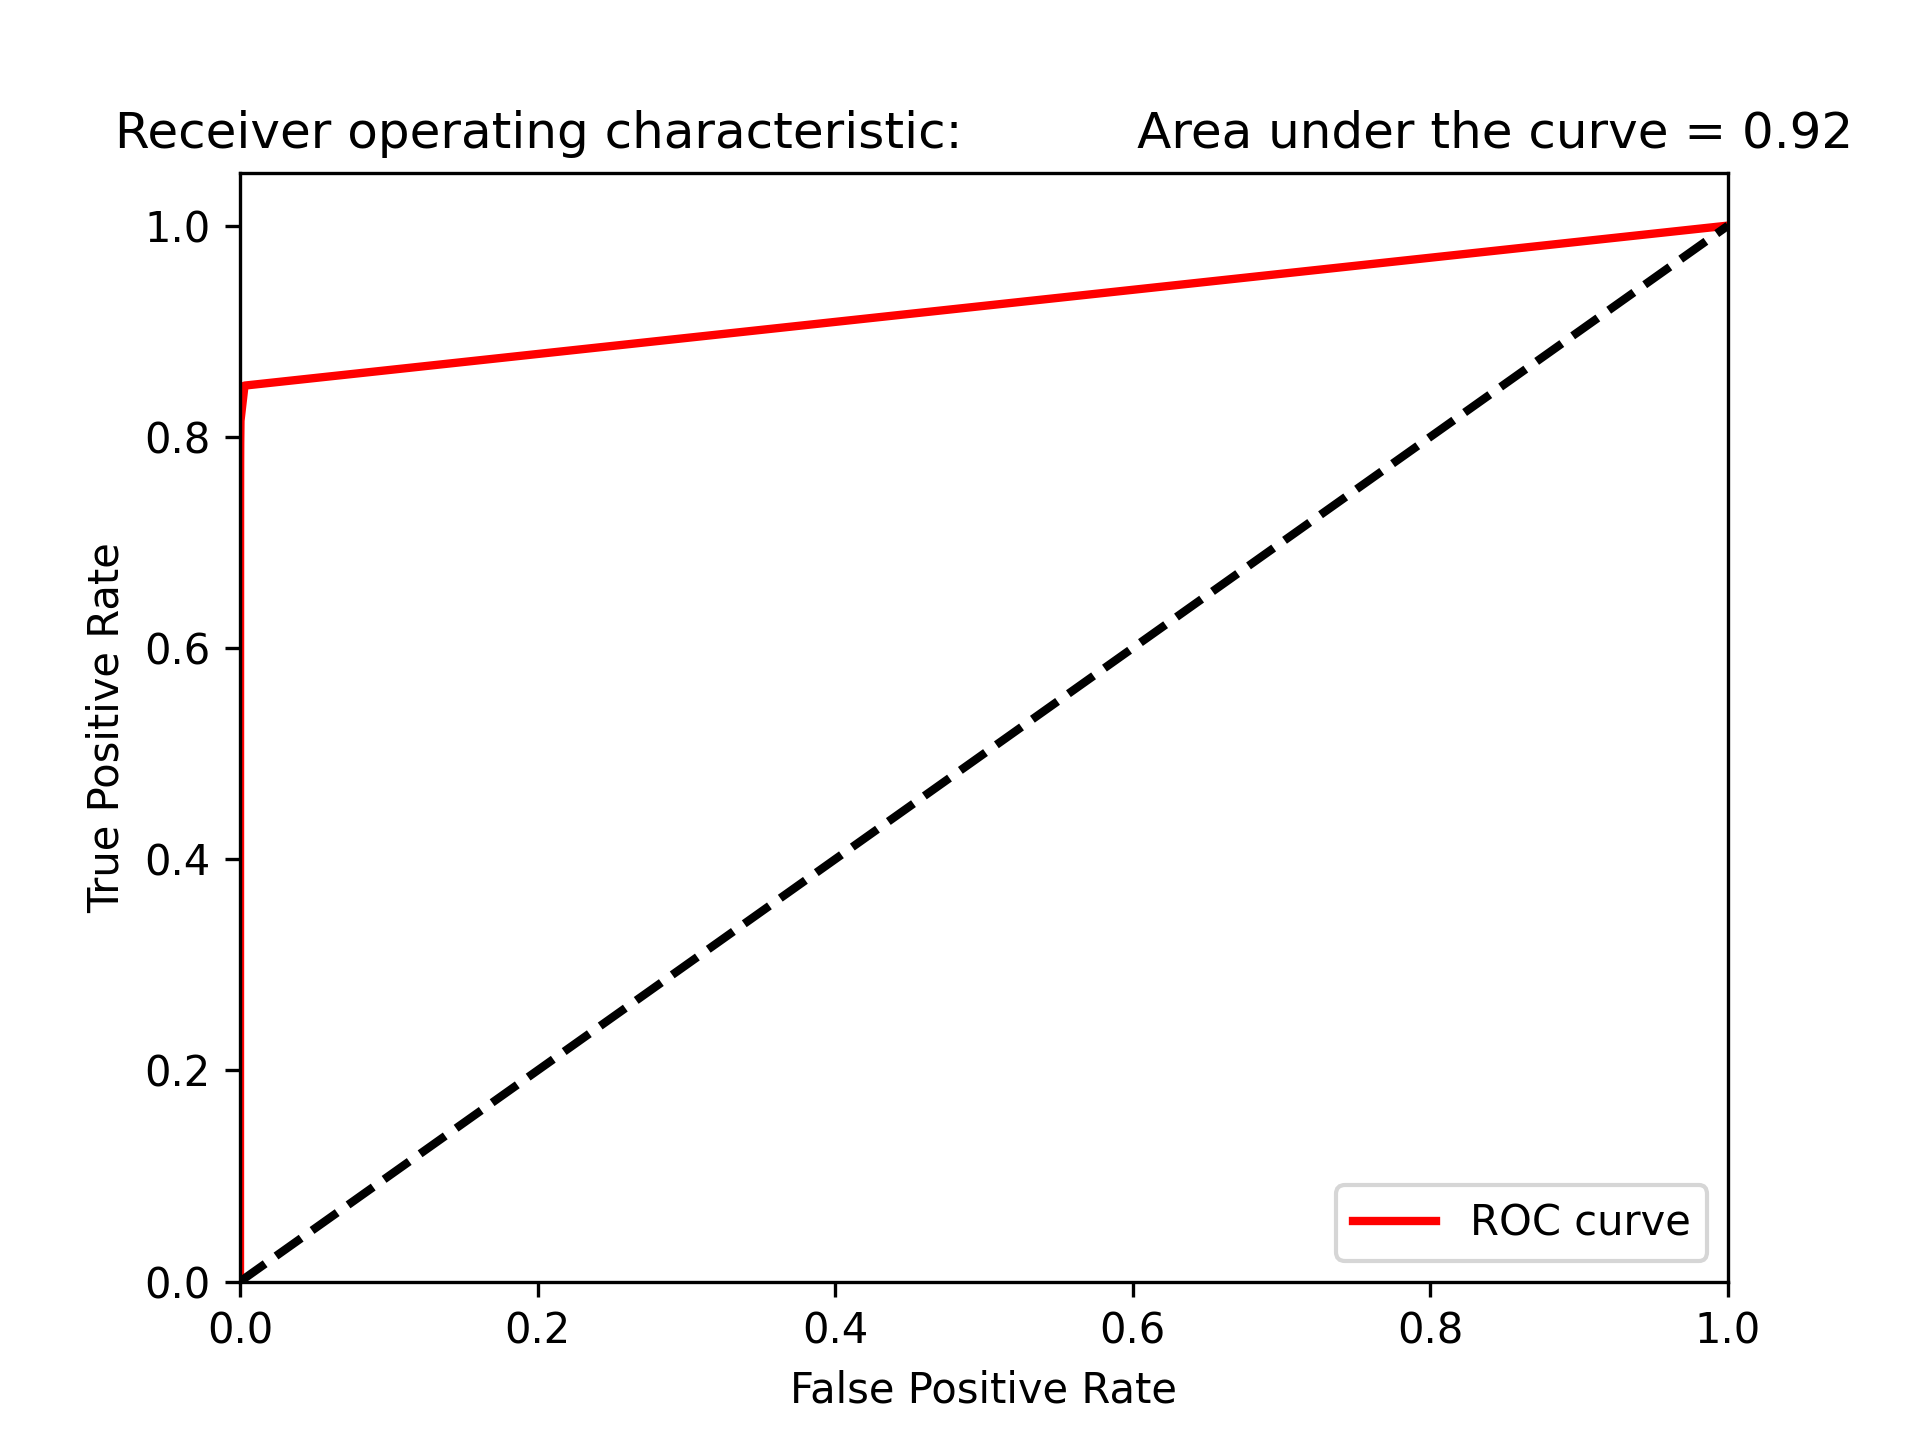 Receiver operating characteristic: Area under the curve = 0.92
1.0
0.8
0.6
0.4
0.2
0.0
True Positive Rate
0.0 0.2 0.4 0.6 0.8 1.0
False Positive Rate
ROC curve